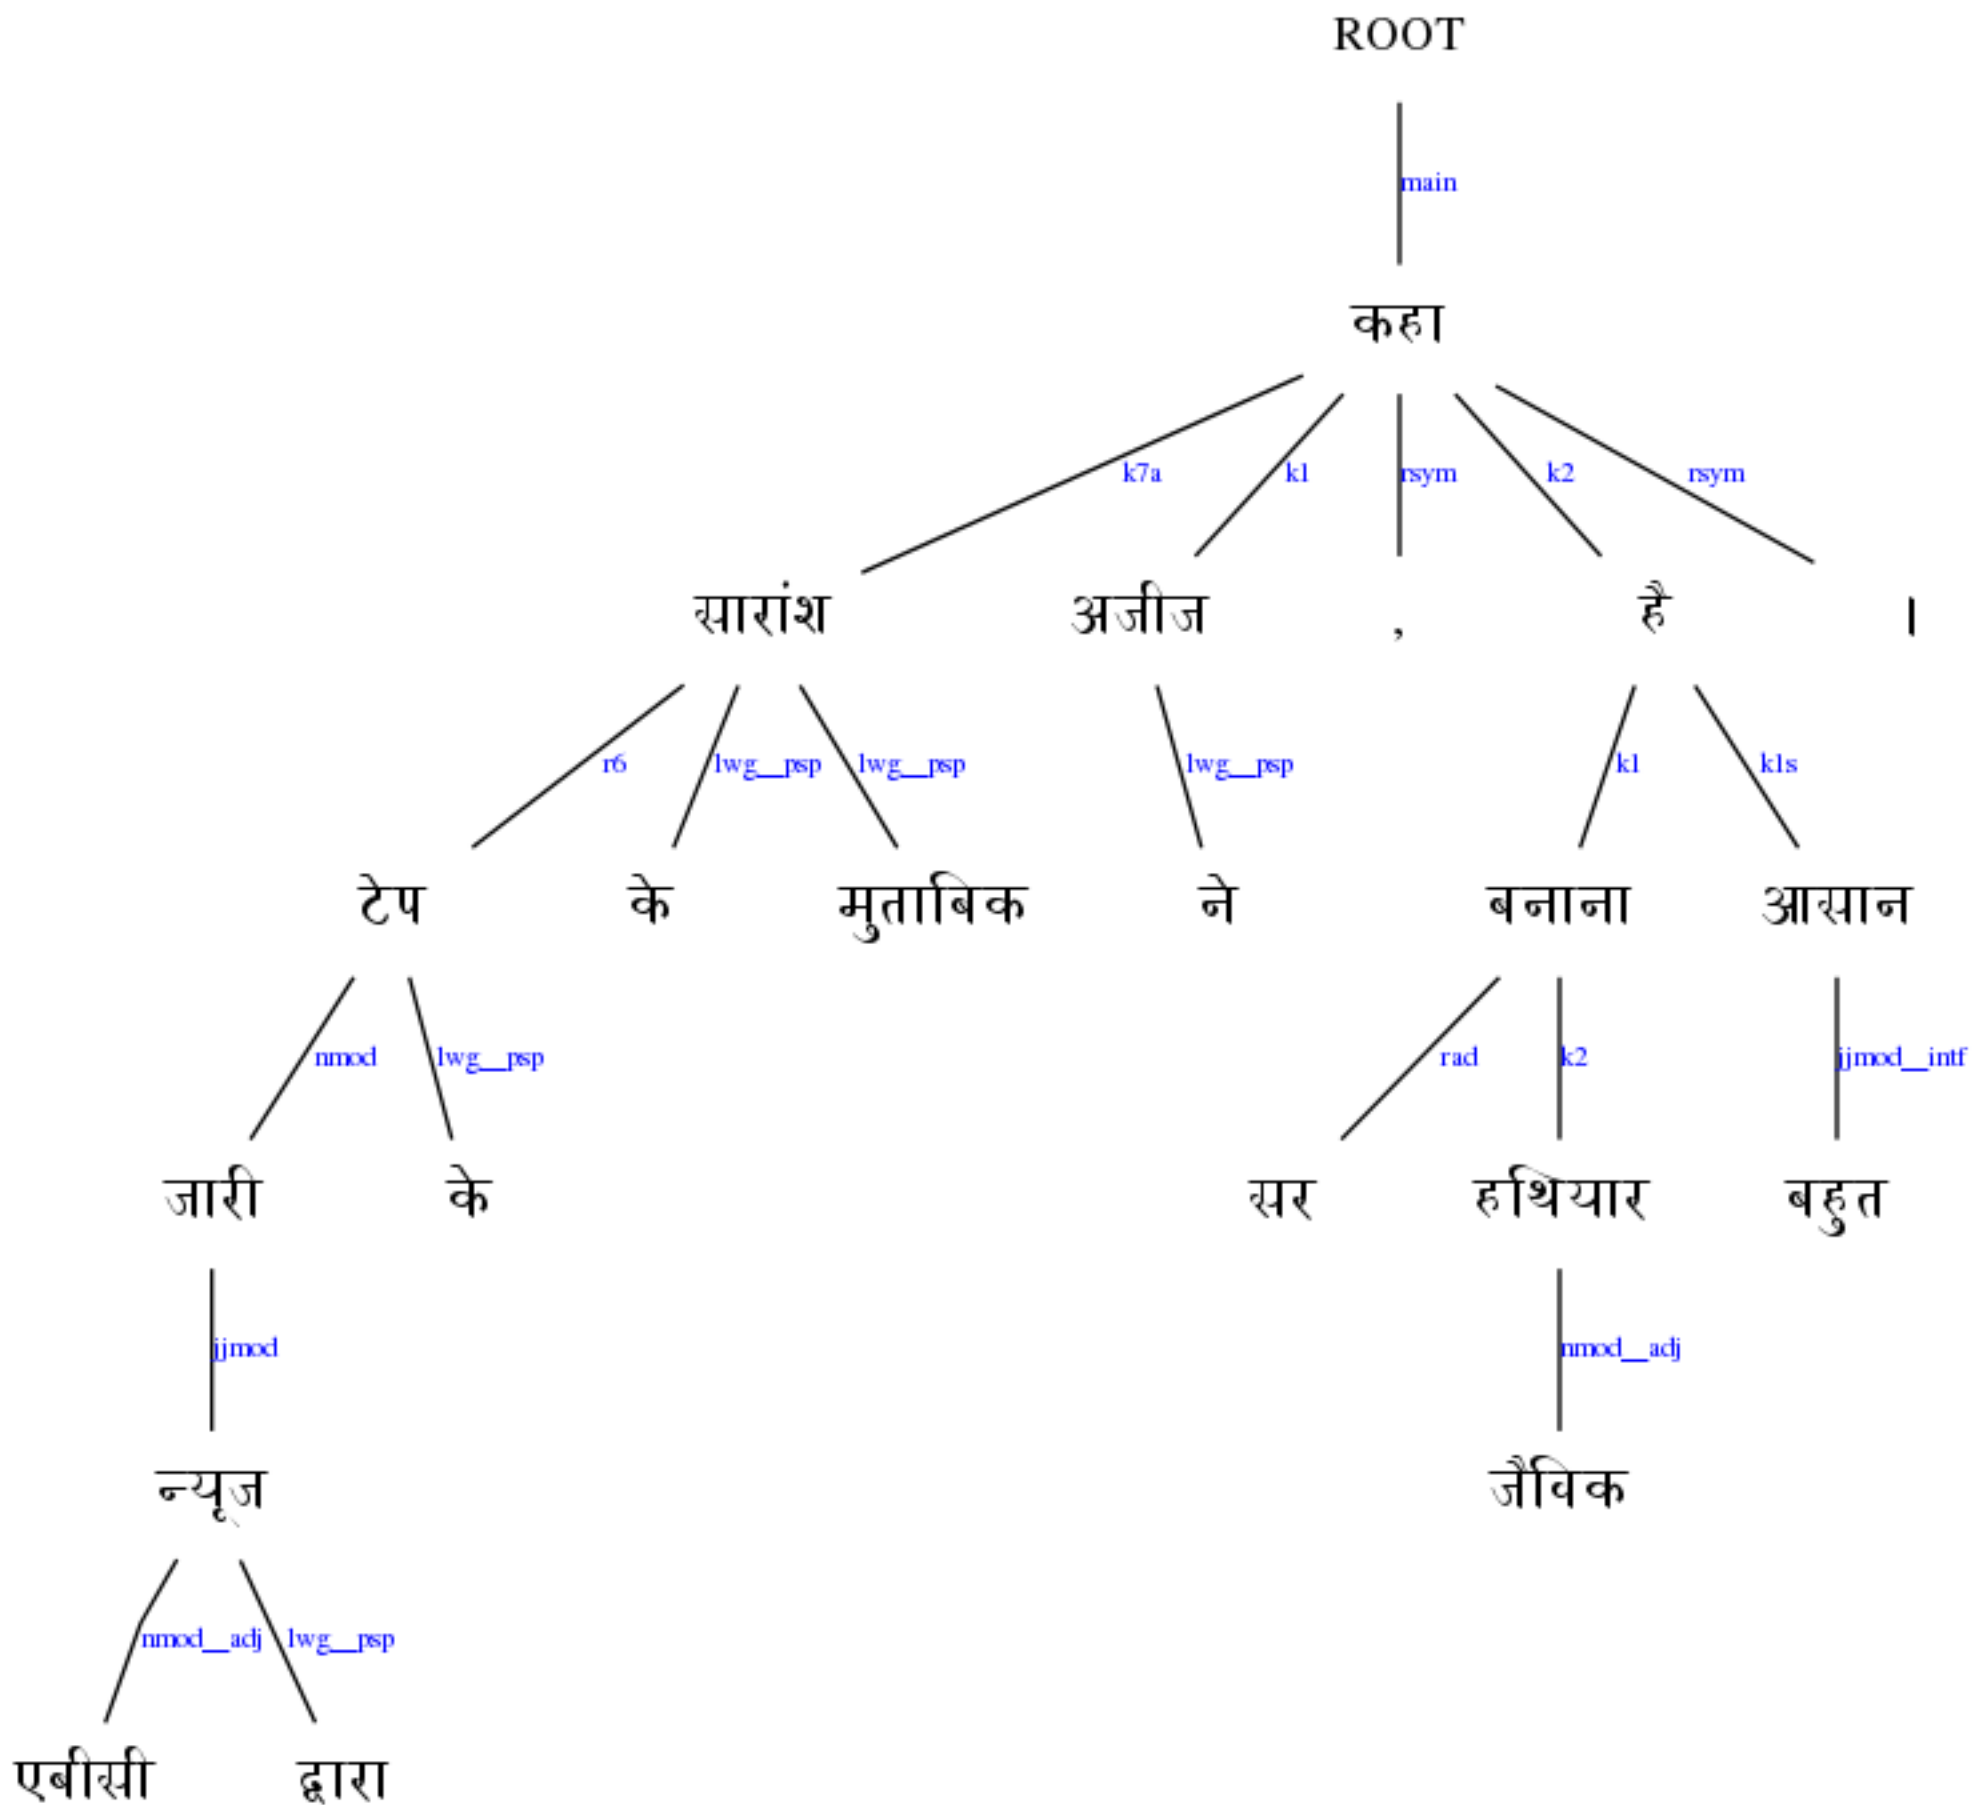 ROOT
main
कहा
k7a k1 rsym k2 rsym
सारांश अजीज , है ।
r6 lwg__psp lwg__psp lwg__psp k1 k1s
टेप के मुताबिक ने बनाना आसान
nmod lwg__psp rad k2 jjmod__intf
जारी के सर हथियार बहुत
jjmod nmod__adj
न्यूज जैविक
nmod__adj lwg__psp
एबीसी द्वारा